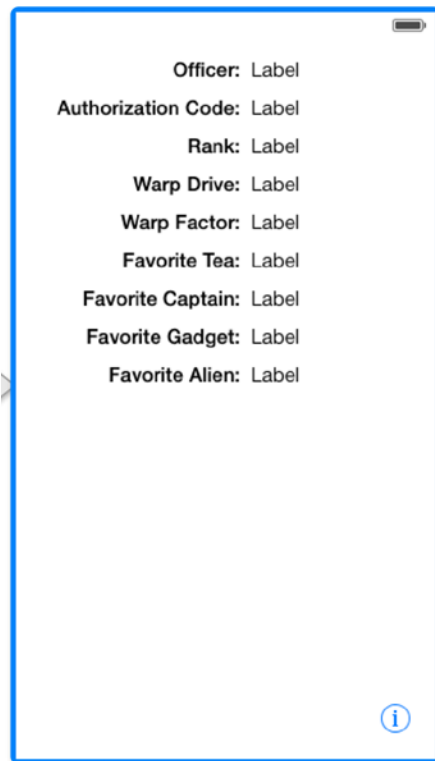 Officer: Label
Authorization Code: Label
Rank: Label
Warp Drive: Label
Warp Factor: Label
Favorite Tea: Label
Favorite Captain: Label
Favorite Gadget: Label
Favorite Alien: Label
i